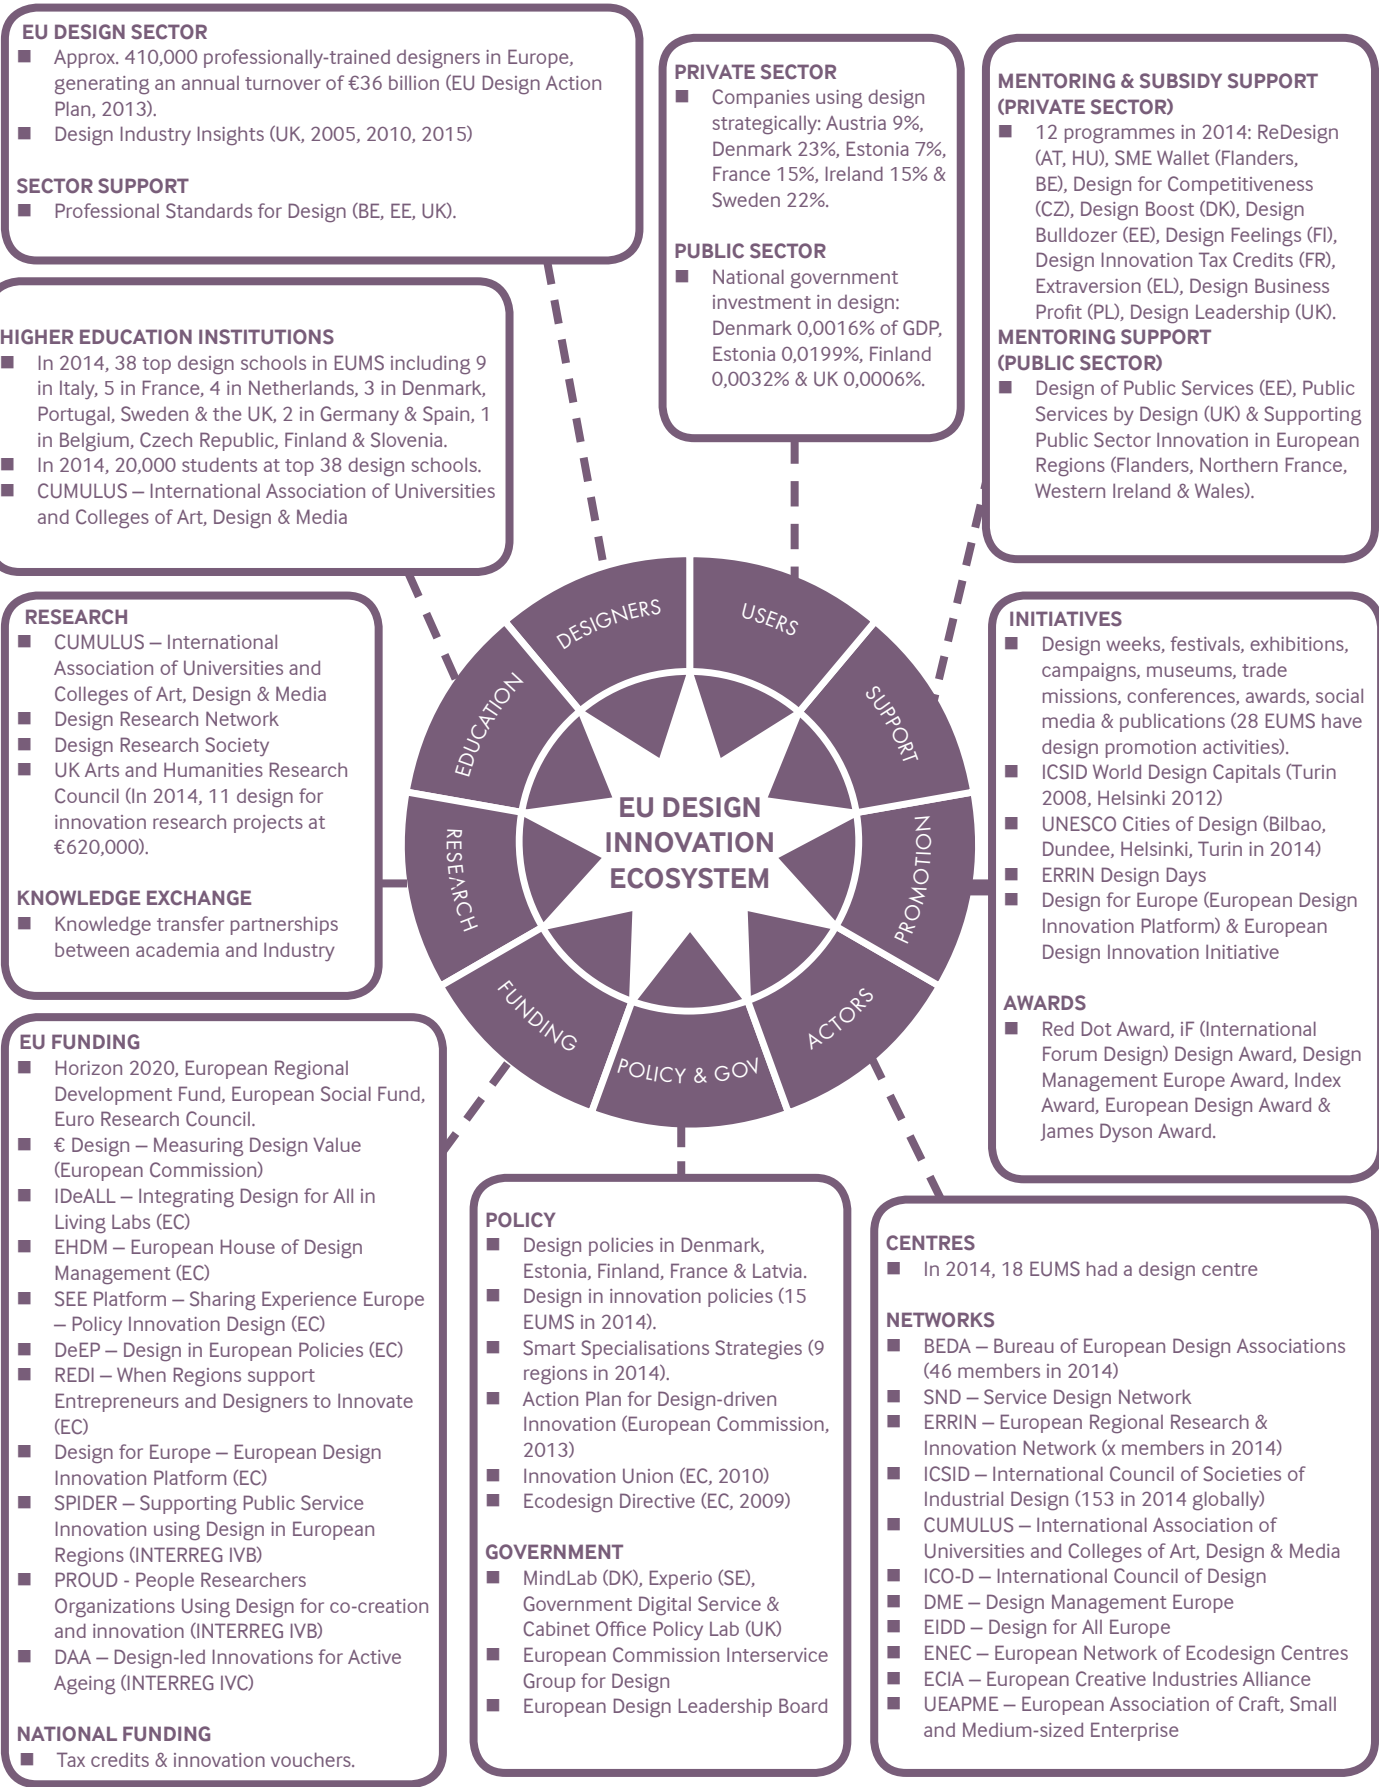 EU DESIGN SECTOR
■ Approx. 410,000 professionally-trained designers in Europe,
generating an annual turnover of €36 billion (EU Design Action
Plan, 2013).
■ Design Industry Insights (UK, 2005, 2010, 2015)
SECTOR SUPPORT
■ Professional Standards for Design (BE, EE, UK).
PRIVATE SECTOR
■ Companies using design
strategically: Austria 9%,
Denmark 23%, Estonia 7%,
France 15%, Ireland 15% &
Sweden 22%.
PUBLIC SECTOR
■ National government
investment in design:
Denmark 0,0016% of GDP,
Estonia 0,0199%, Finland
0,0032% & UK 0,0006%.
MENTORING & SUBSIDY SUPPORT
(PRIVATE SECTOR)
■ 12 programmes in 2014: ReDesign
(AT, HU), SME Wallet (Flanders,
BE), Design for Competitiveness
(CZ), Design Boost (DK), Design
Bulldozer (EE), Design Feelings (FI),
Design Innovation Tax Credits (FR),
Extraversion (EL), Design Business
Profit (PL), Design Leadership (UK).
MENTORING SUPPORT
(PUBLIC SECTOR)
■ Design of Public Services (EE), Public
Services by Design (UK) & Supporting
Public Sector Innovation in European
Regions (Flanders, Northern France,
Western Ireland & Wales).
HIGHER EDUCATION INSTITUTIONS
■ In 2014, 38 top design schools in EUMS including 9
in Italy, 5 in France, 4 in Netherlands, 3 in Denmark,
Portugal, Sweden & the UK, 2 in Germany & Spain, 1
in Belgium, Czech Republic, Finland & Slovenia.
■ In 2014, 20,000 students at top 38 design schools.
■ CUMULUS – International Association of Universities
and Colleges of Art, Design & Media
RESEARCH
■ CUMULUS – International
Association of Universities and
Colleges of Art, Design & Media
■ Design Research Network
■ Design Research Society
■ UK Arts and Humanities Research
Council (In 2014, 11 design for
innovation research projects at
€620,000).
KNOWLEDGE EXCHANGE
■ Knowledge transfer partnerships
between academia and Industry
DESIGNERS
USERS
EDUCATION
SUPPORT
RESEARCH
PROMOTION
FUNDING
POLICY & GOV
ACTORS
EU DESIGN
INNOVATION
ECOSYSTEM
INITIATIVES
■ Design weeks, festivals, exhibitions,
campaigns, museums, trade
missions, conferences, awards, social
media & publications (28 EUMS have
design promotion activities).
■ ICSID World Design Capitals (Turin
2008, Helsinki 2012)
■ UNESCO Cities of Design (Bilbao,
Dundee, Helsinki, Turin in 2014)
■ ERRIN Design Days
■ Design for Europe (European Design
Innovation Platform) & European
Design Innovation Initiative
AWARDS
■ Red Dot Award, iF (International
Forum Design) Design Award, Design
Management Europe Award, Index
Award, European Design Award &
James Dyson Award.
EU FUNDING
■ Horizon 2020, European Regional
Development Fund, European Social Fund,
Euro Research Council.
■ € Design – Measuring Design Value
(European Commission)
■ IDeALL – Integrating Design for All in
Living Labs (EC)
■ EHDM – European House of Design
Management (EC)
■ SEE Platform – Sharing Experience Europe
– Policy Innovation Design (EC)
■ DeEP – Design in European Policies (EC)
■ REDI – When Regions support
Entrepreneurs and Designers to Innovate
(EC)
■ Design for Europe – European Design
Innovation Platform (EC)
■ SPIDER – Supporting Public Service
Innovation using Design in European
Regions (INTERREG IVB)
■ PROUD - People Researchers
Organizations Using Design for co-creation
and innovation (INTERREG IVB)
■ DAA – Design-led Innovations for Active
Ageing (INTERREG IVC)
NATIONAL FUNDING
■ Tax credits & innovation vouchers.
POLICY
■ Design policies in Denmark,
Estonia, Finland, France & Latvia.
■ Design in innovation policies (15
EUMS in 2014).
■ Smart Specialisations Strategies (9
regions in 2014).
■ Action Plan for Design-driven
Innovation (European Commission,
2013)
■ Innovation Union (EC, 2010)
■ Ecodesign Directive (EC, 2009)
GOVERNMENT
■ MindLab (DK), Experio (SE),
Government Digital Service &
Cabinet Office Policy Lab (UK)
■ European Commission Interservice
Group for Design
■ European Design Leadership Board
CENTRES
■ In 2014, 18 EUMS had a design centre
NETWORKS
■ BEDA – Bureau of European Design Associations
(46 members in 2014)
■ SND – Service Design Network
■ ERRIN – European Regional Research &
Innovation Network (x members in 2014)
■ ICSID – International Council of Societies of
Industrial Design (153 in 2014 globally)
■ CUMULUS – International Association of
Universities and Colleges of Art, Design & Media
■ ICO-D – International Council of Design
■ DME – Design Management Europe
■ EIDD – Design for All Europe
■ ENEC – European Network of Ecodesign Centres
■ ECIA – European Creative Industries Alliance
■ UEAPME – European Association of Craft, Small
and Medium-sized Enterprise